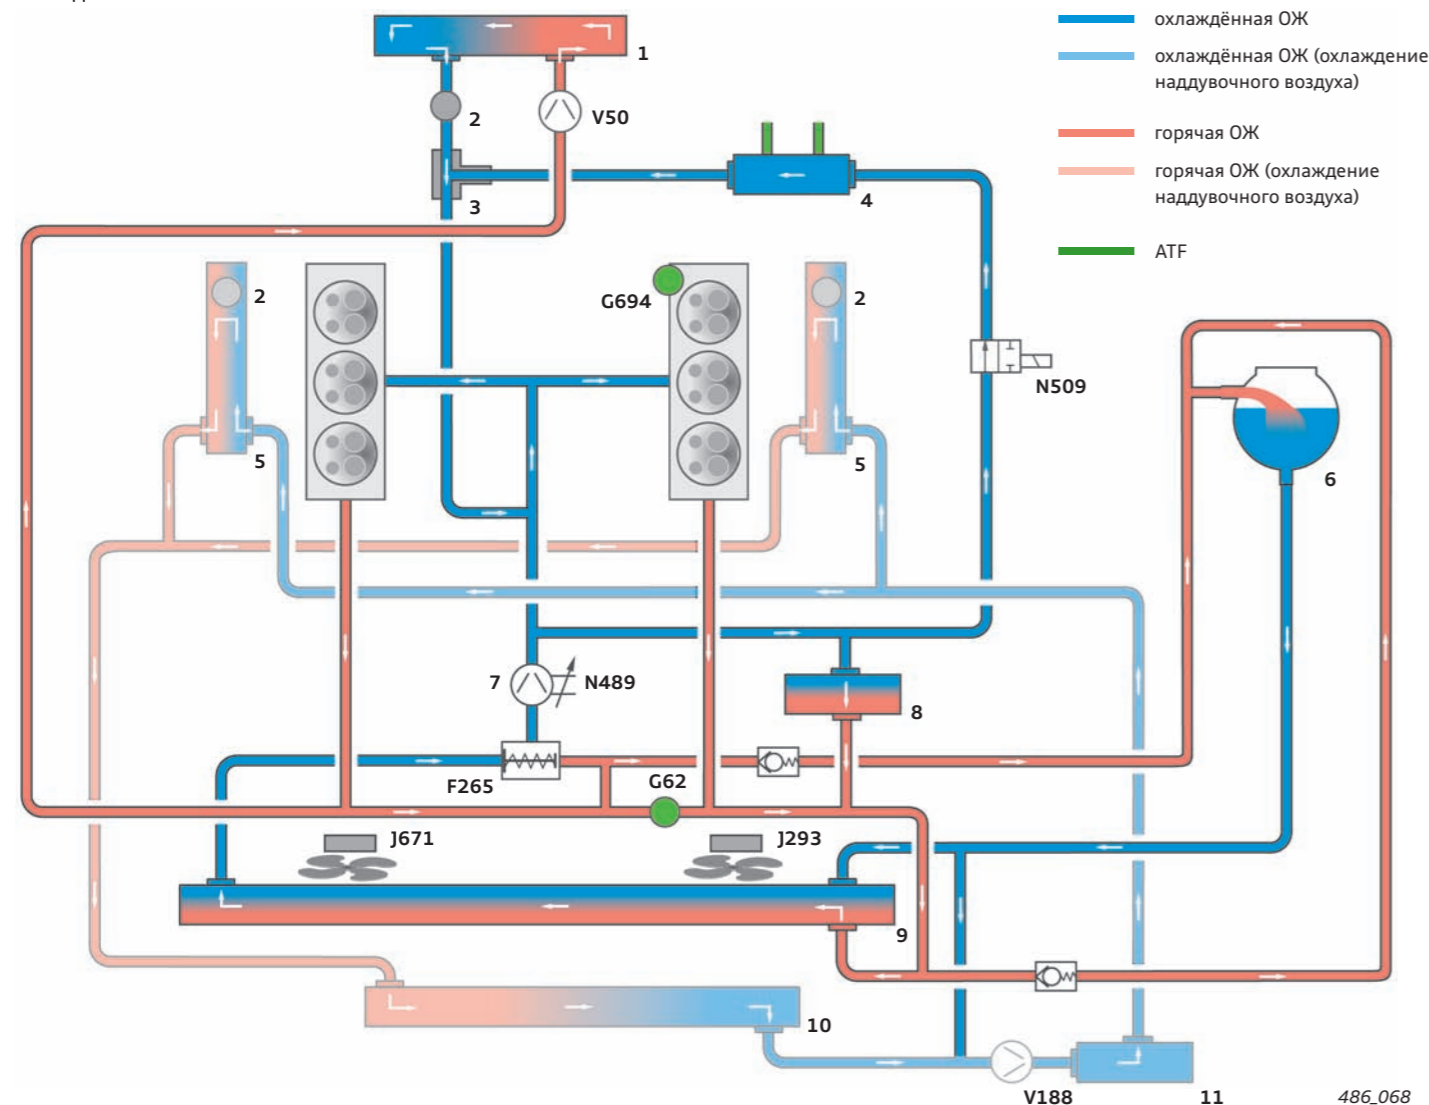 охлаждённая ОЖ
охлаждённая ОЖ (охлаждение
наддувочного воздуха)
горячая ОЖ
горячая ОЖ (охлаждение
наддувочного воздуха)
ATF
1
2
V50
3
4
2
G694
2
N509
5
5
6
7
N489
8
F265
G62
J671
J293
9
10
V188
11
486_068